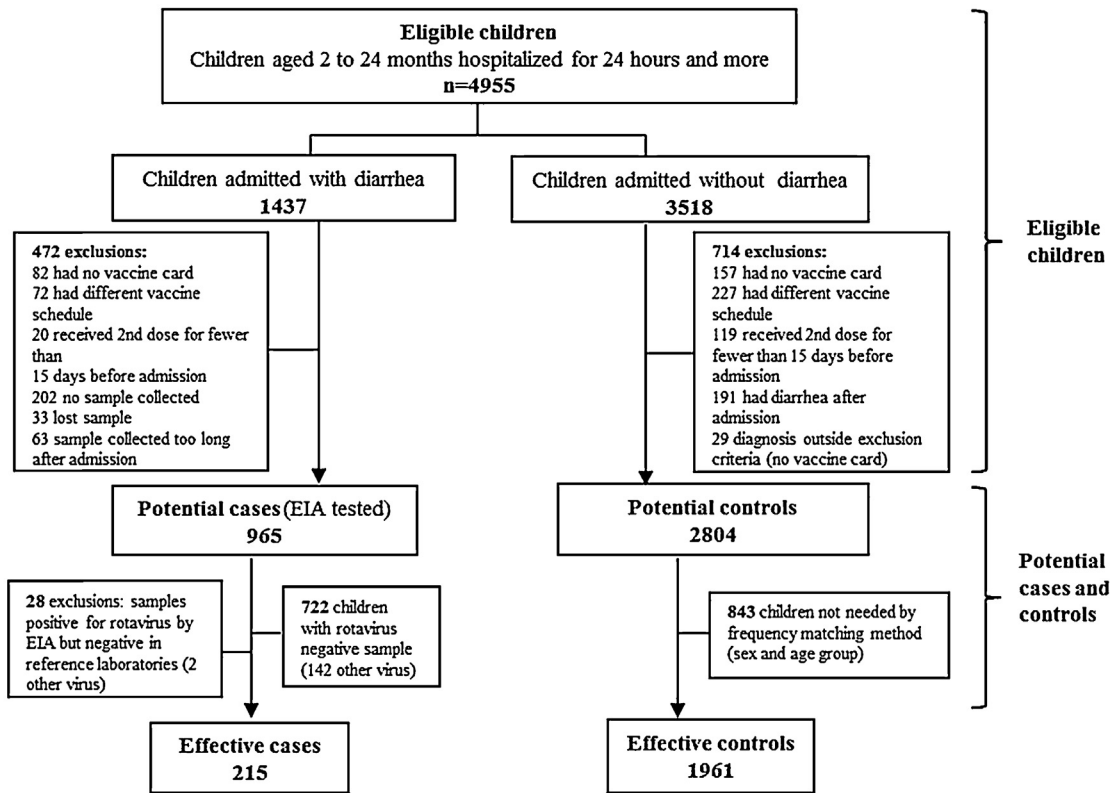 Eligible children
Children aged 2 to 24 months hospitalized for 24 hours and more
n=4955
Children admitted with diarrhea
1437
Children admitted without diarrhea
3518
472 exclusions:
82 had no vaccine card
72 had different vaccine
schedule
20 received 2nd dose for fewer
than
15 days before admission
202 no sample collected
33 lost sample
63 sample collected too long
after admission
714 exclusions:
157 had no vaccine card
227 had different vaccine
schedule
119 received 2nd dose for
fewer than 15 days before
admission
191 had diarrhea after
admission
29 diagnosis outside exclusion
criteria (no vaccine card)
Eligible
children
Potential cases (EIA tested)
965
Potential controls
2804
28 exclusions: samples
positive for rotavirus by
EIA but negative in
reference laboratories (2
other virus)
722 children
with rotavirus
negative sample
(142 other virus)
843 children not needed by
frequency matching method
(sex and age group)
Potential
cases and
controls
Effective cases
215
Effective controls
1961